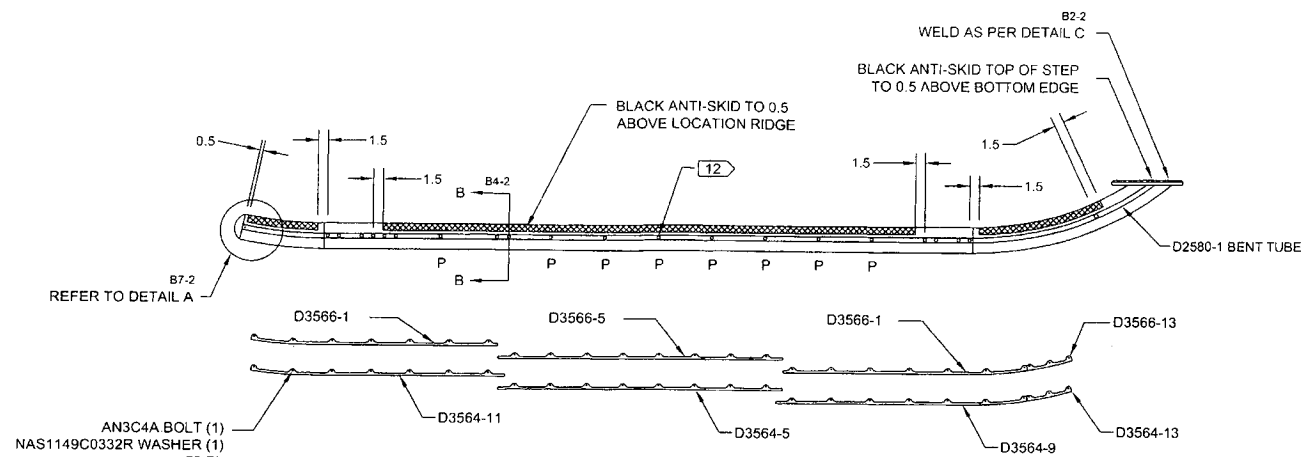 B2-2
WELD AS PER DETAIL C
BLACK ANTI-SKID TOP OF STEP
TO 0.5 ABOVE BOTTOM EDGE
BLACK ANTI-SKID TO 0.5
ABOVE LOCATION RIDGE
0.5
1.5
1.5
12
1.5
1.5
1.5
B
B4-2
D2580-1 BENT TUBE
P
P
P
P
P
P
P
P
B
B7-2
REFER TO DETAIL A
D3566-1
D3566-5
D3566-1
D3566-13
D3564-11
D3564-5
D3564-9
D3564-13
AN3C4A BOLT (1)
NAS1149C0332R WASHER (1)